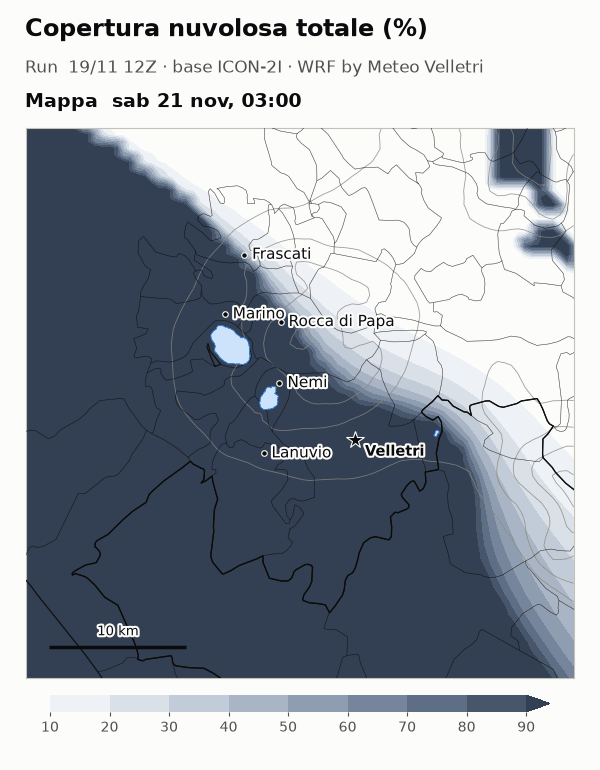 Copertura nuvolosa totale (%)
Run  19/11 12Z · base ICON-2I · WRF by Meteo Velletri
Mappa  sab 21 nov, 03:00
Frascati
Marino
Rocca di Papa
Nemi
Velletri
Lanuvio
10 km
10 20 30 40 50 60 70 80 90